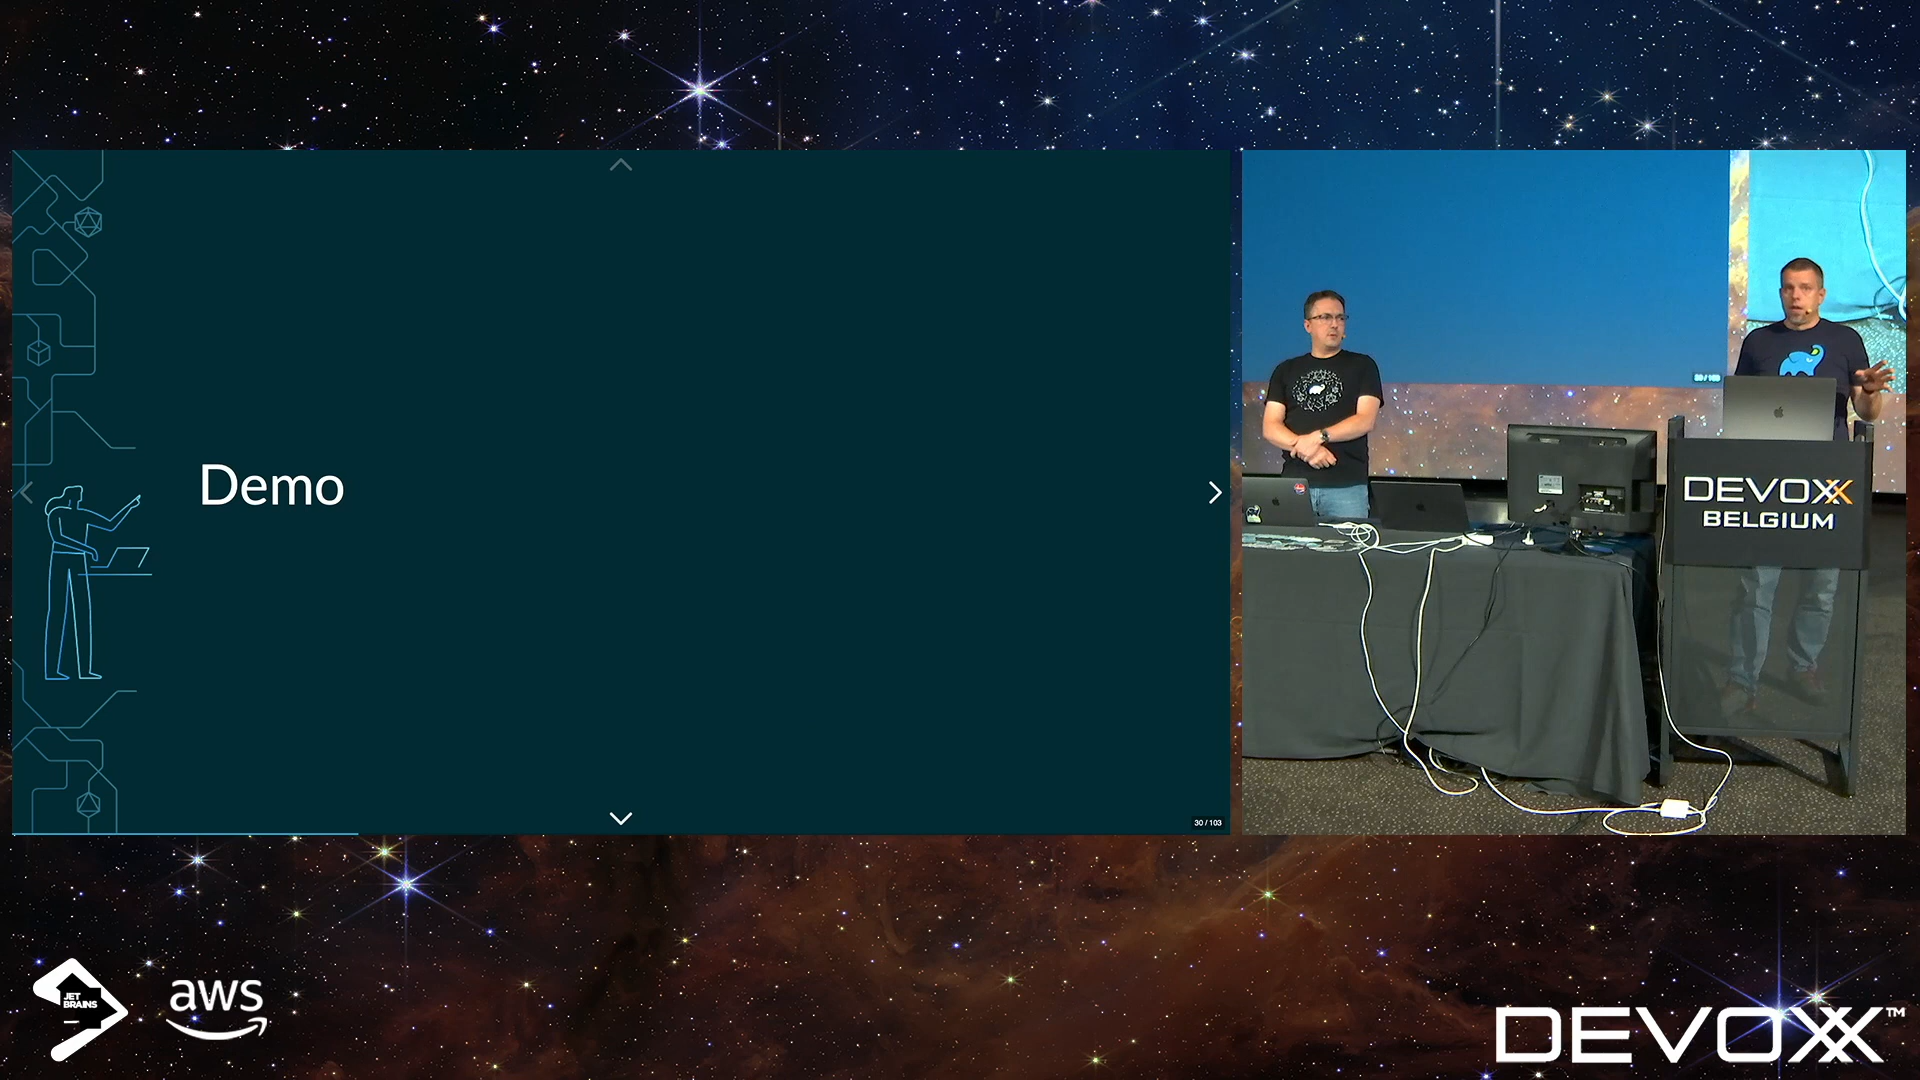 Demo
30 / 103
DEVOXX
BELGIUM
JET
BRAINS
aws
DEVOXX™